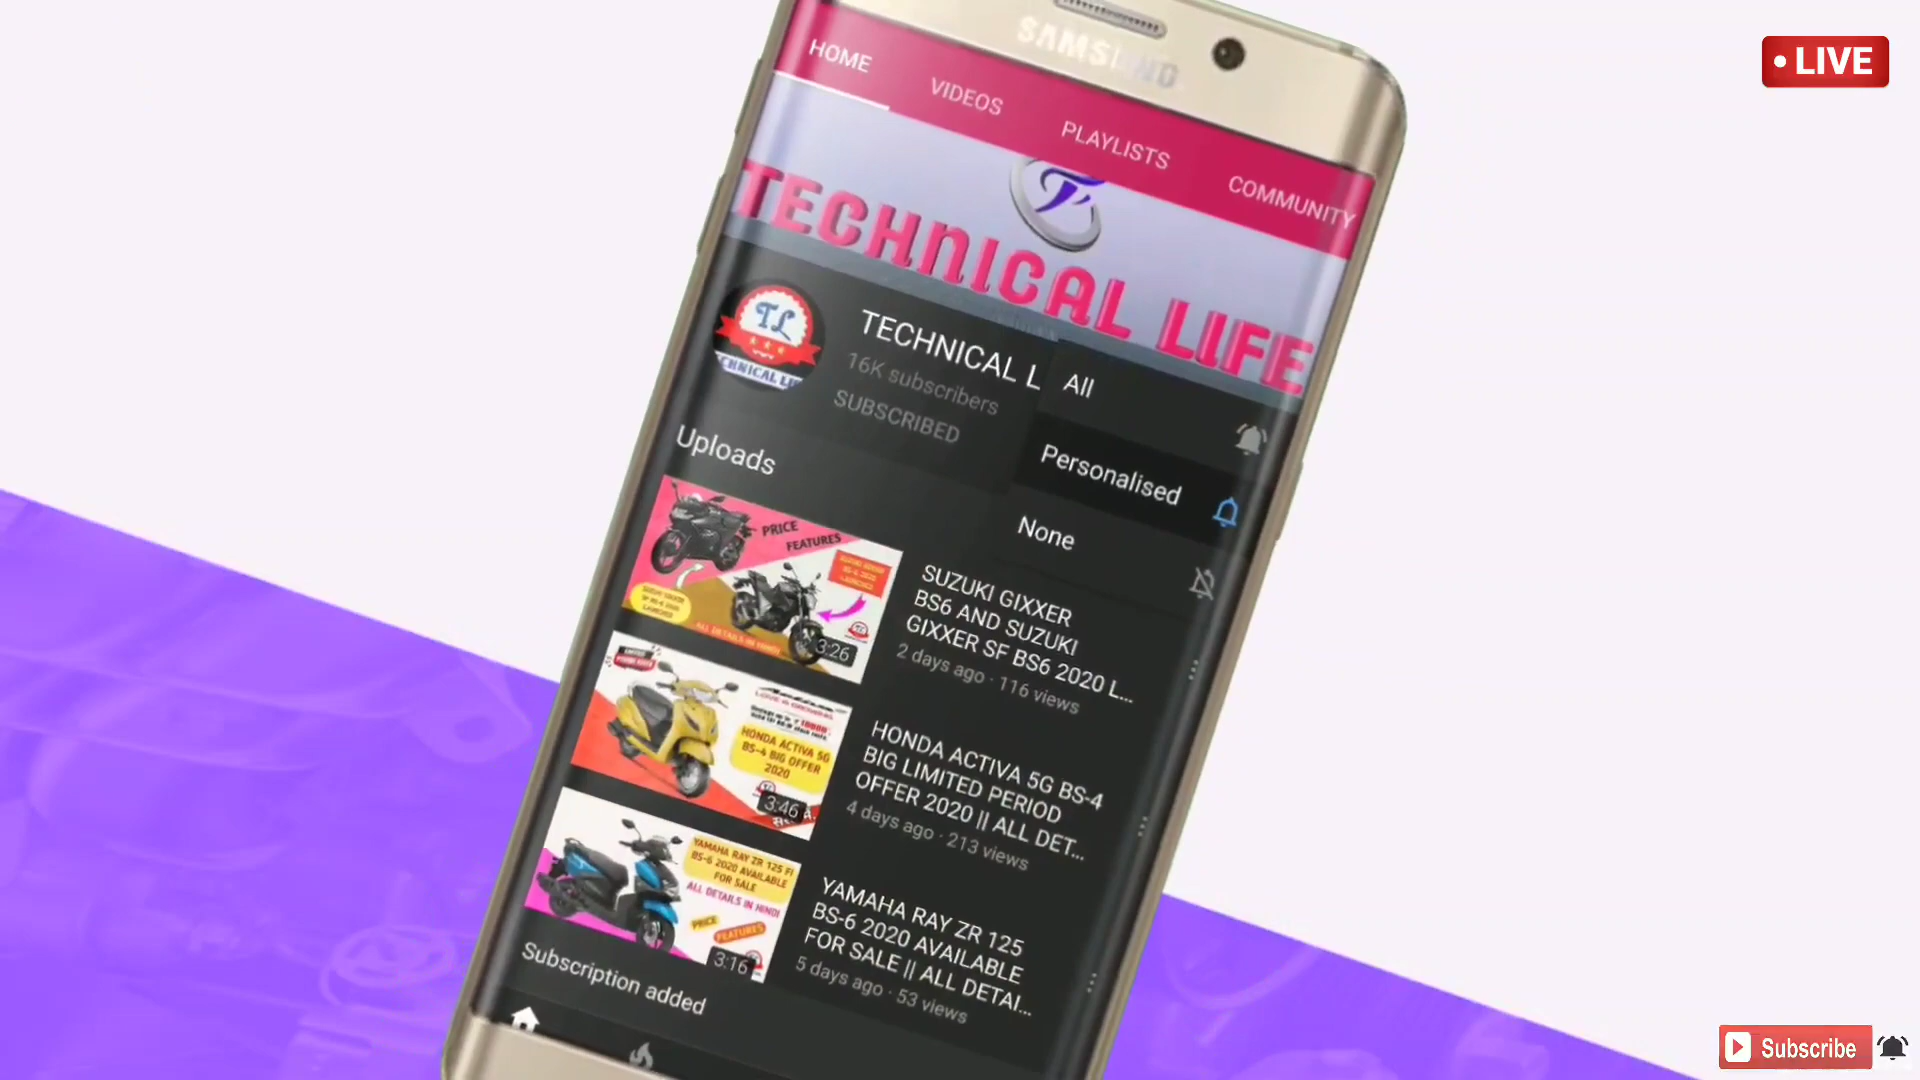 SAMSUNG
LIVE
HOME
VIDEOS
PLAYLISTS
COMMUNITY
TECHNICAL LIFE
TL
TECHNICAL L
16K subscribers
SUBSCRIBED
All
Personalised
None
Uploads
PRICE
FEATURES
ALL DETAILS IN HINDI
3:26
SUZUKI GIXXER
BS6 AND SUZUKI
GIXXER SF BS6 2020 L...
2 days ago · 116 views
HONDA ACTIVA 5G
BS-4 BIG OFFER
2020
3:46
HONDA ACTIVA 5G BS-4
BIG LIMITED PERIOD
OFFER 2020 || ALL DET...
4 days ago · 213 views
YAMAHA RAY ZR 125 FI
BS-6 2020 AVAILABLE
FOR SALE
ALL DETAILS IN HINDI
PRICE
FEATURES
3:16
YAMAHA RAY ZR 125
BS-6 2020 AVAILABLE
FOR SALE || ALL DETAI...
5 days ago · 53 views
Subscription added
Subscribe